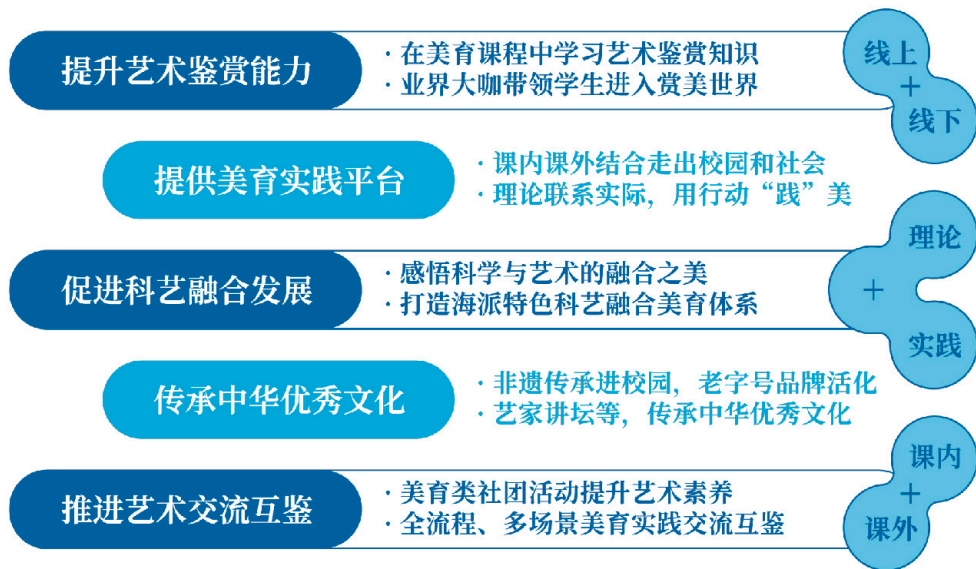 提升艺术鉴赏能力
· 在美育课程中学习艺术鉴赏知识
· 业界大咖带领学生进入赏美世界
线上
+
线下
提供美育实践平台
· 课内课外结合走出校园和社会
· 理论联系实际，用行动“践”美
促进科艺融合发展
· 感悟科学与艺术的融合之美
· 打造海派特色科艺融合美育体系
理论
+
实践
传承中华优秀文化
· 非遗传承进校园，老字号品牌活化
· 艺家讲坛等，传承中华优秀文化
推进艺术交流互鉴
· 美育类社团活动提升艺术素养
· 全流程、多场景美育实践交流互鉴
课内
+
课外